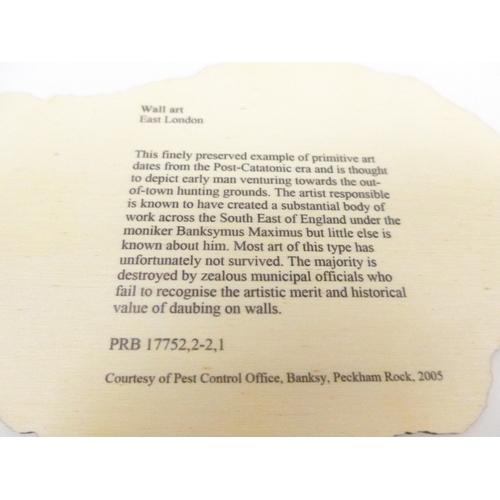 Wall art
East London
This finely preserved example of primitive art
dates from the Post-Catatonic era and is thought
to depict early man venturing towards the out-
of-town hunting grounds. The artist responsible
is known to have created a substantial body of
work across the South East of England under the
moniker Banksymus Maximus but little else is
known about him. Most art of this type has
unfortunately not survived. The majority is
destroyed by zealous municipal officials who
fail to recognise the artistic merit and historical
value of daubing on walls.
PRB 17752,2-2,1
Courtesy of Pest Control Office, Banksy, Peckham Rock, 2005